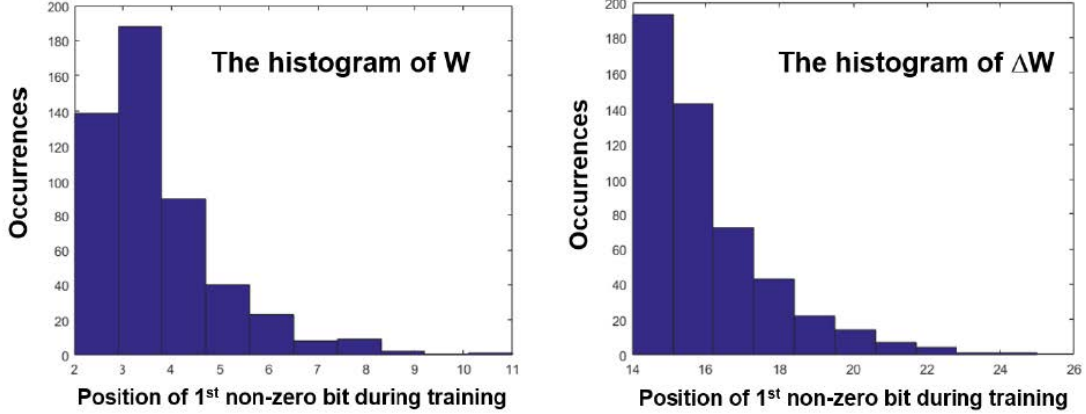 The histogram of W
Occurrences
200
180
160
140
120
100
80
60
40
20
0
2 3 4 5 6 7 8 9 10 11
Position of 1st non-zero bit during training
The histogram of ΔW
Occurrences
200
180
160
140
120
100
80
60
40
20
0
14 16 18 20 22 24 26
Position of 1st non-zero bit during training